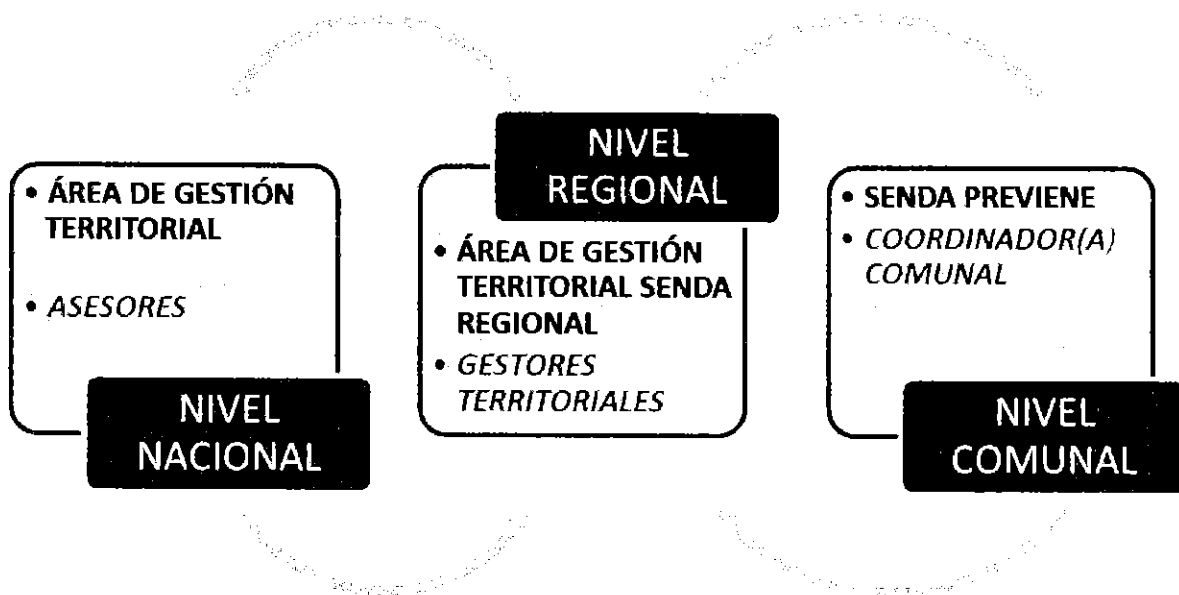 • ÁREA DE GESTIÓN
TERRITORIAL
• ASESORES
NIVEL
NACIONAL
NIVEL
REGIONAL
• ÁREA DE GESTIÓN
TERRITORIAL SENDA
REGIONAL
• GESTORES
TERRITORIALES
• SENDA PREVIENE
• COORDINADOR(A)
COMUNAL
NIVEL
COMUNAL